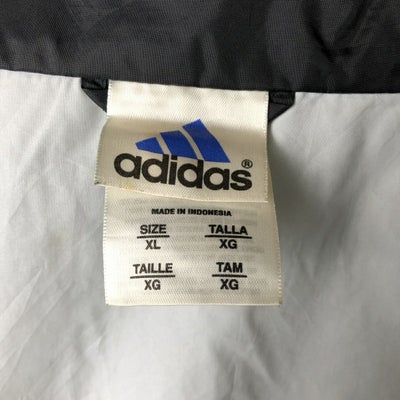 adidas®
MADE IN INDONESIA
SIZE TALLA
XL XG
TAILLE TAM
XG XG